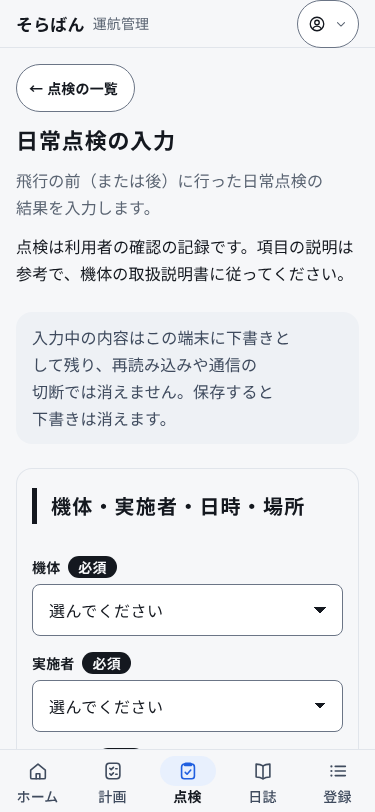 そらばん 運航管理
← 点検の一覧
日常点検の入力
飛行の前（または後）に行った日常点検の
結果を入力します。
点検は利用者の確認の記録です。項目の説明は
参考で、機体の取扱説明書に従ってください。
入力中の内容はこの端末に下書きと
して残り、再読み込みや通信の
切断では消えません。保存すると
下書きは消えます。
機体・実施者・日時・場所
機体 必須
選んでください
実施者 必須
選んでください
ホーム 計画 点検 日誌 登録